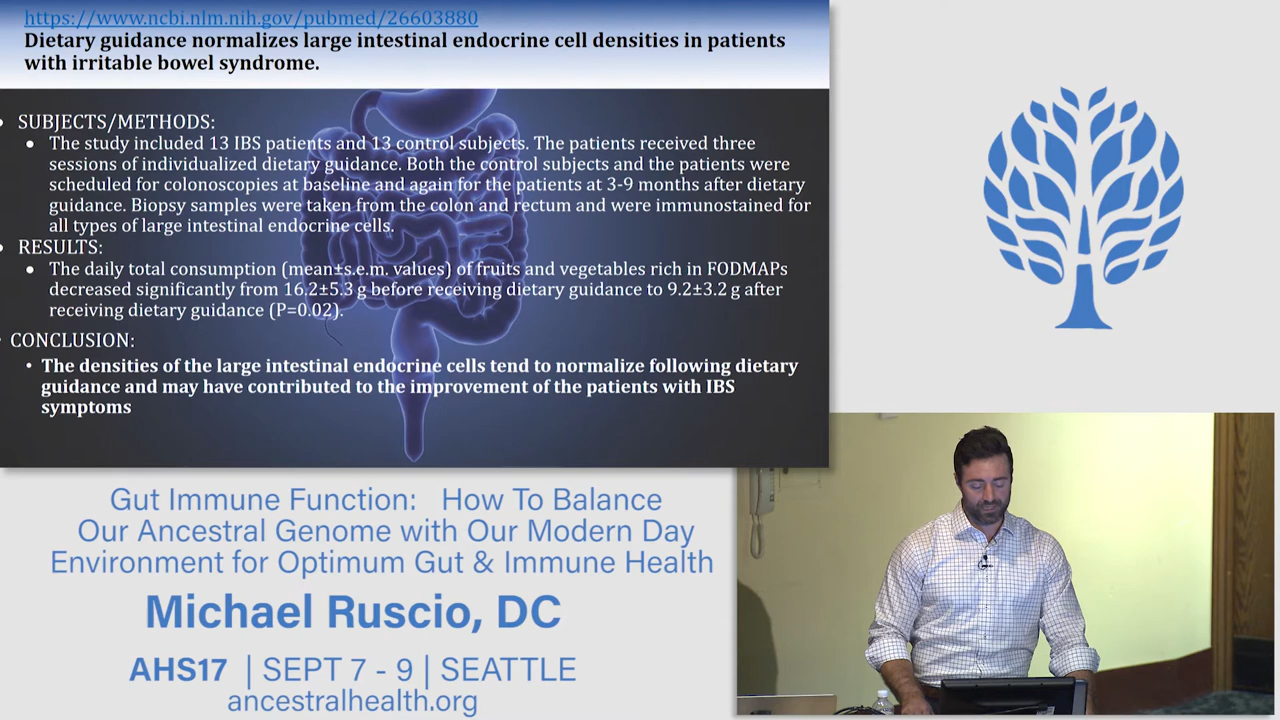 https://www.ncbi.nlm.nih.gov/pubmed/26603880
Dietary guidance normalizes large intestinal endocrine cell densities in patients
with irritable bowel syndrome.
SUBJECTS/METHODS:
• The study included 13 IBS patients and 13 control subjects. The patients received three
sessions of individualized dietary guidance. Both the control subjects and the patients were
scheduled for colonoscopies at baseline and again for the patients at 3-9 months after dietary
guidance. Biopsy samples were taken from the colon and rectum and were immunostained for
all types of large intestinal endocrine cells.
RESULTS:
• The daily total consumption (mean±s.e.m. values) of fruits and vegetables rich in FODMAPs
decreased significantly from 16.2±5.3 g before receiving dietary guidance to 9.2±3.2 g after
receiving dietary guidance (P=0.02).
CONCLUSION:
• The densities of the large intestinal endocrine cells tend to normalize following dietary
guidance and may have contributed to the improvement of the patients with IBS
symptoms
Gut Immune Function: How To Balance
Our Ancestral Genome with Our Modern Day
Environment for Optimum Gut & Immune Health
Michael Ruscio, DC
AHS17 | SEPT 7 - 9 | SEATTLE
ancestralhealth.org